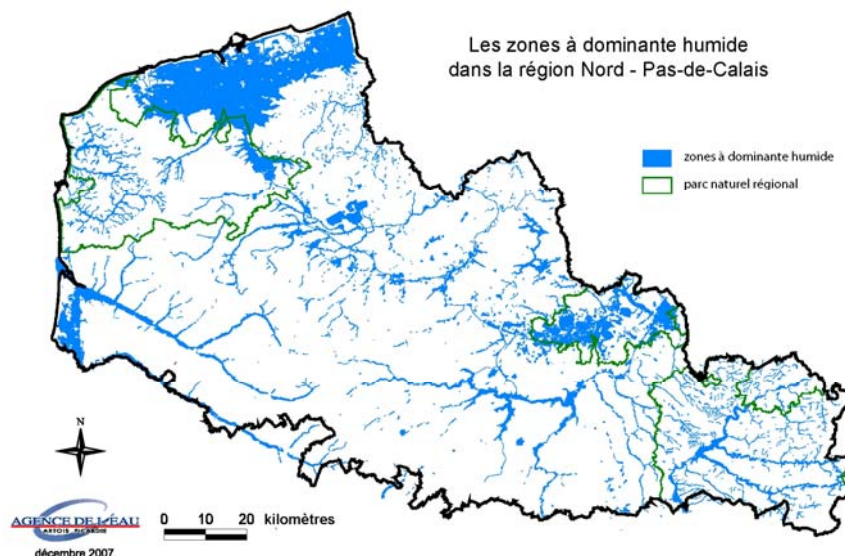 Les zones à dominante humide
dans la région Nord - Pas-de-Calais
zones à dominante humide
parc naturel régional
N
AGENCE DE L'EAU
ARTOIS PICARDIE
0 10 20 kilomètres
décembre 2007